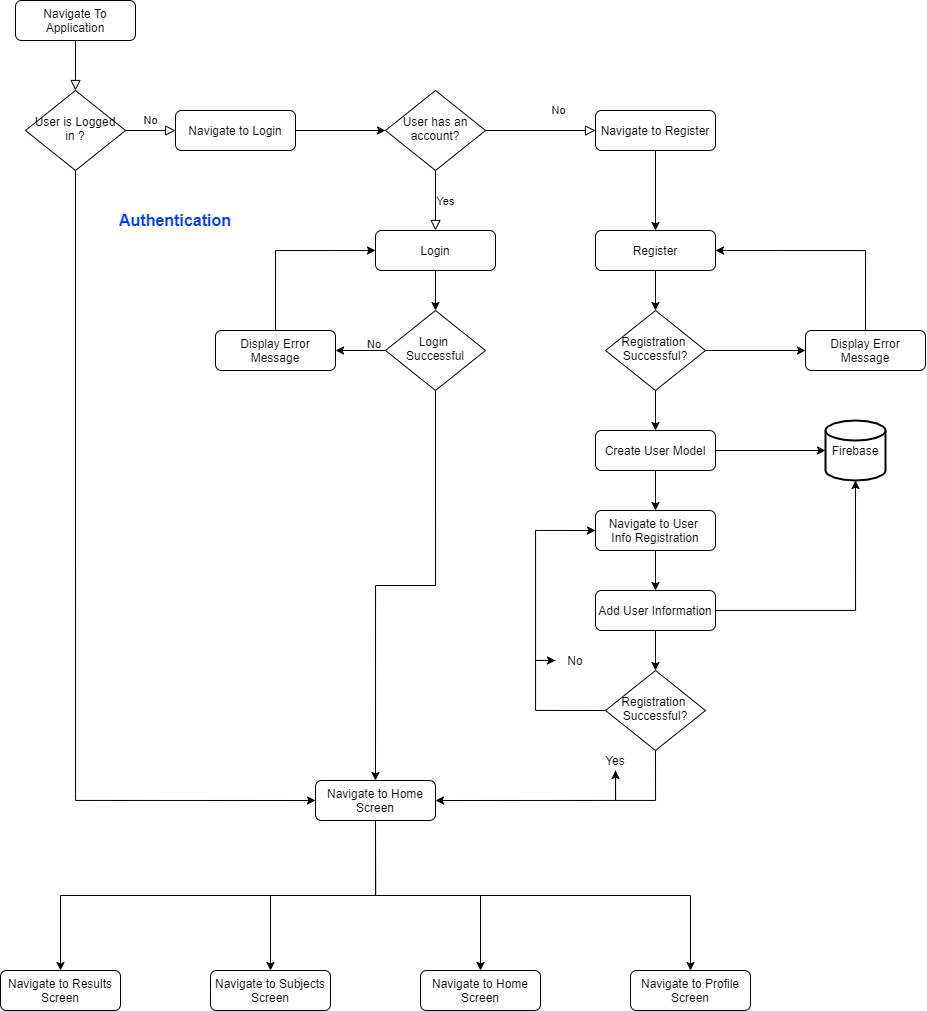 Navigate To
Application
User is Logged
in ?
No
Navigate to Login
User has an
account?
No
Navigate to Register
Authentication
Yes
Login
Register
Display Error
Message
No
Login
Successful
Registration
Successful?
Display Error
Message
Create User Model
Firebase
Navigate to User
Info Registration
Add User Information
No
Registration
Successful?
Yes
Navigate to Home
Screen
Navigate to Results
Screen
Navigate to Subjects
Screen
Navigate to Home
Screen
Navigate to Profile
Screen